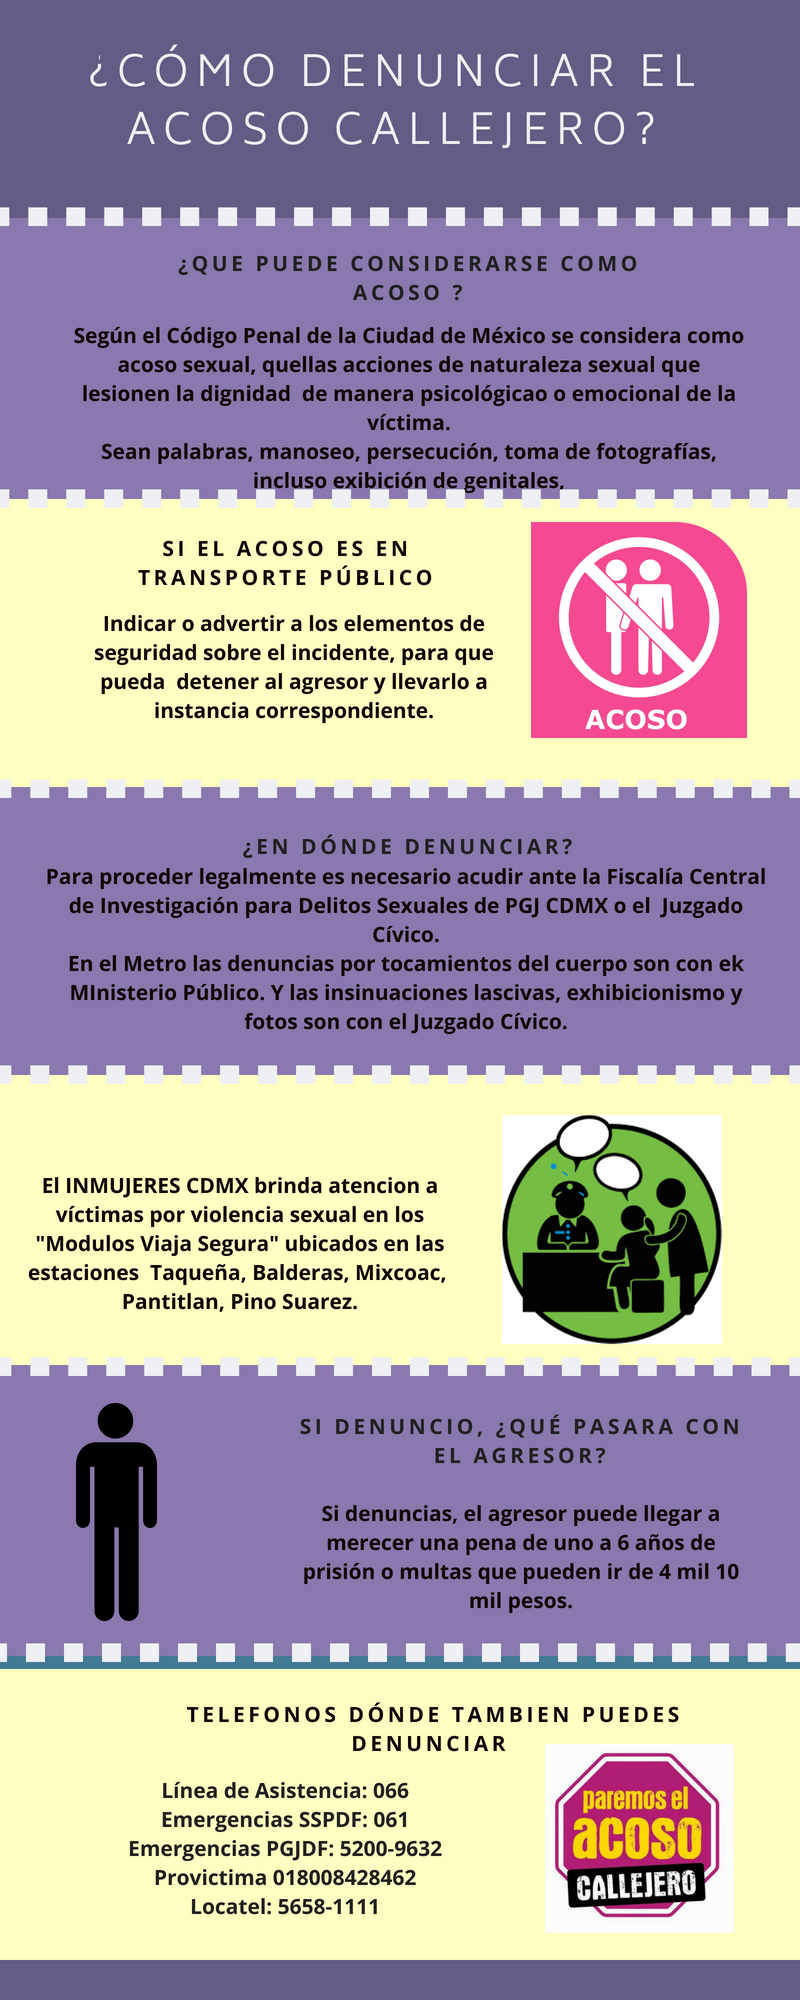 ¿CÓMO DENUNCIAR EL
ACOSO CALLEJERO?
¿QUE PUEDE CONSIDERARSE COMO
ACOSO ?
Según el Código Penal de la Ciudad de México se considera como
acoso sexual, quellas acciones de naturaleza sexual que
lesionen la dignidad de manera psicológicao o emocional de la
víctima.
Sean palabras, manoseo, persecución, toma de fotografías,
incluso exibición de genitales,
SI EL ACOSO ES EN
TRANSPORTE PÚBLICO
Indicar o advertir a los elementos de
seguridad sobre el incidente, para que
pueda detener al agresor y llevarlo a
instancia correspondiente.
ACOSO
¿EN DÓNDE DENUNCIAR?
Para proceder legalmente es necesario acudir ante la Fiscalía Central
de Investigación para Delitos Sexuales de PGJ CDMX o el Juzgado
Cívico.
En el Metro las denuncias por tocamientos del cuerpo son con ek
MInisterio Público. Y las insinuaciones lascivas, exhibicionismo y
fotos son con el Juzgado Cívico.
El INMUJERES CDMX brinda atencion a
víctimas por violencia sexual en los
"Modulos Viaja Segura" ubicados en las
estaciones Taqueña, Balderas, Mixcoac,
Pantitlan, Pino Suarez.
SI DENUNCIO, ¿QUÉ PASARA CON
EL AGRESOR?
Si denuncias, el agresor puede llegar a
merecer una pena de uno a 6 años de
prisión o multas que pueden ir de 4 mil 10
mil pesos.
TELEFONOS DÓNDE TAMBIEN PUEDES
DENUNCIAR
Línea de Asistencia: 066
Emergencias SSPDF: 061
Emergencias PGJDF: 5200-9632
Provictima 018008428462
Locatel: 5658-1111
paremos el
acoso
CALLEJERO